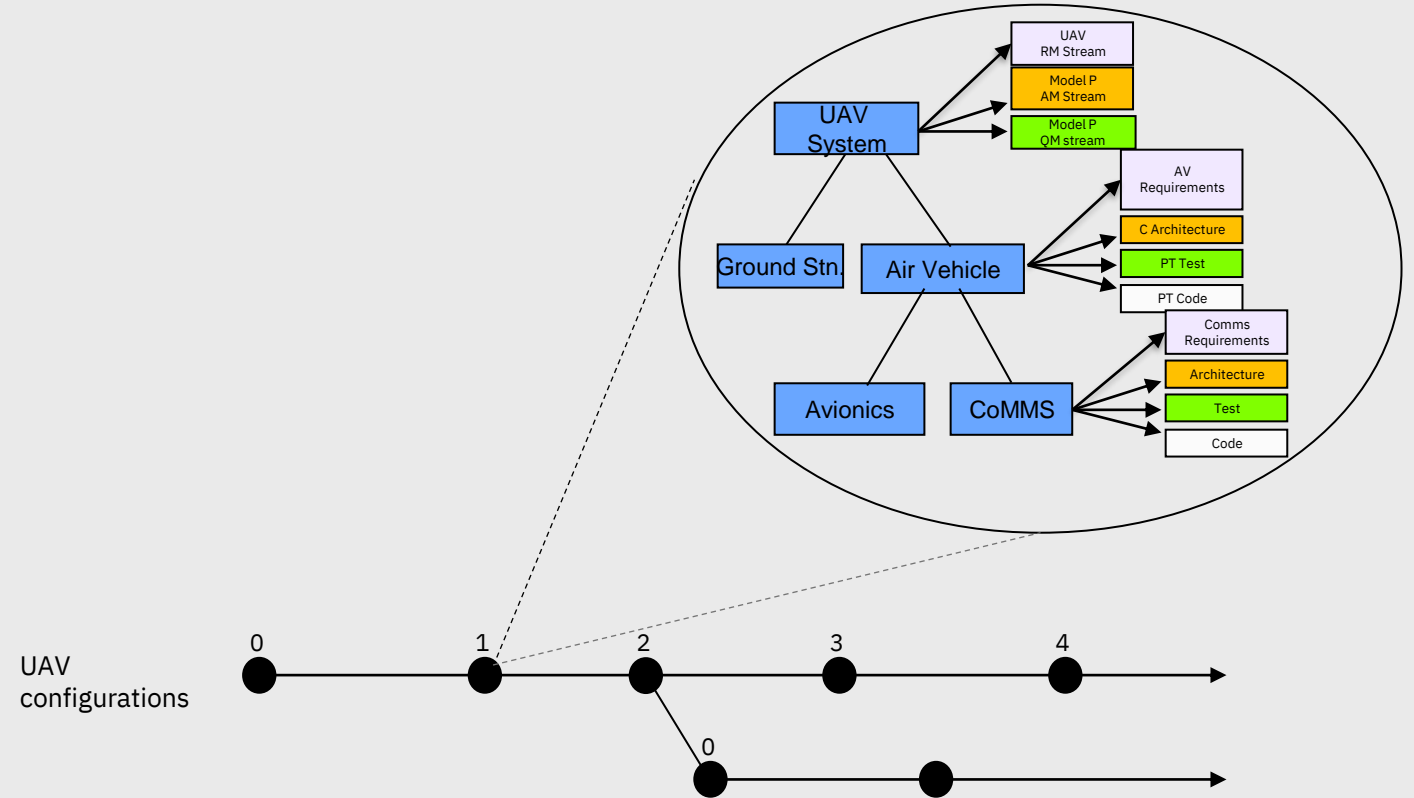 UAV
RM Stream
Model P
AM Stream
UAV
System
Model P
QM stream
AV
Requirements
C Architecture
Ground Stn.
Air Vehicle
PT Test
PT Code
Comms
Requirements
Architecture
Avionics
CoMMS
Test
Code
UAV
configurations
0
1
2
3
4
0